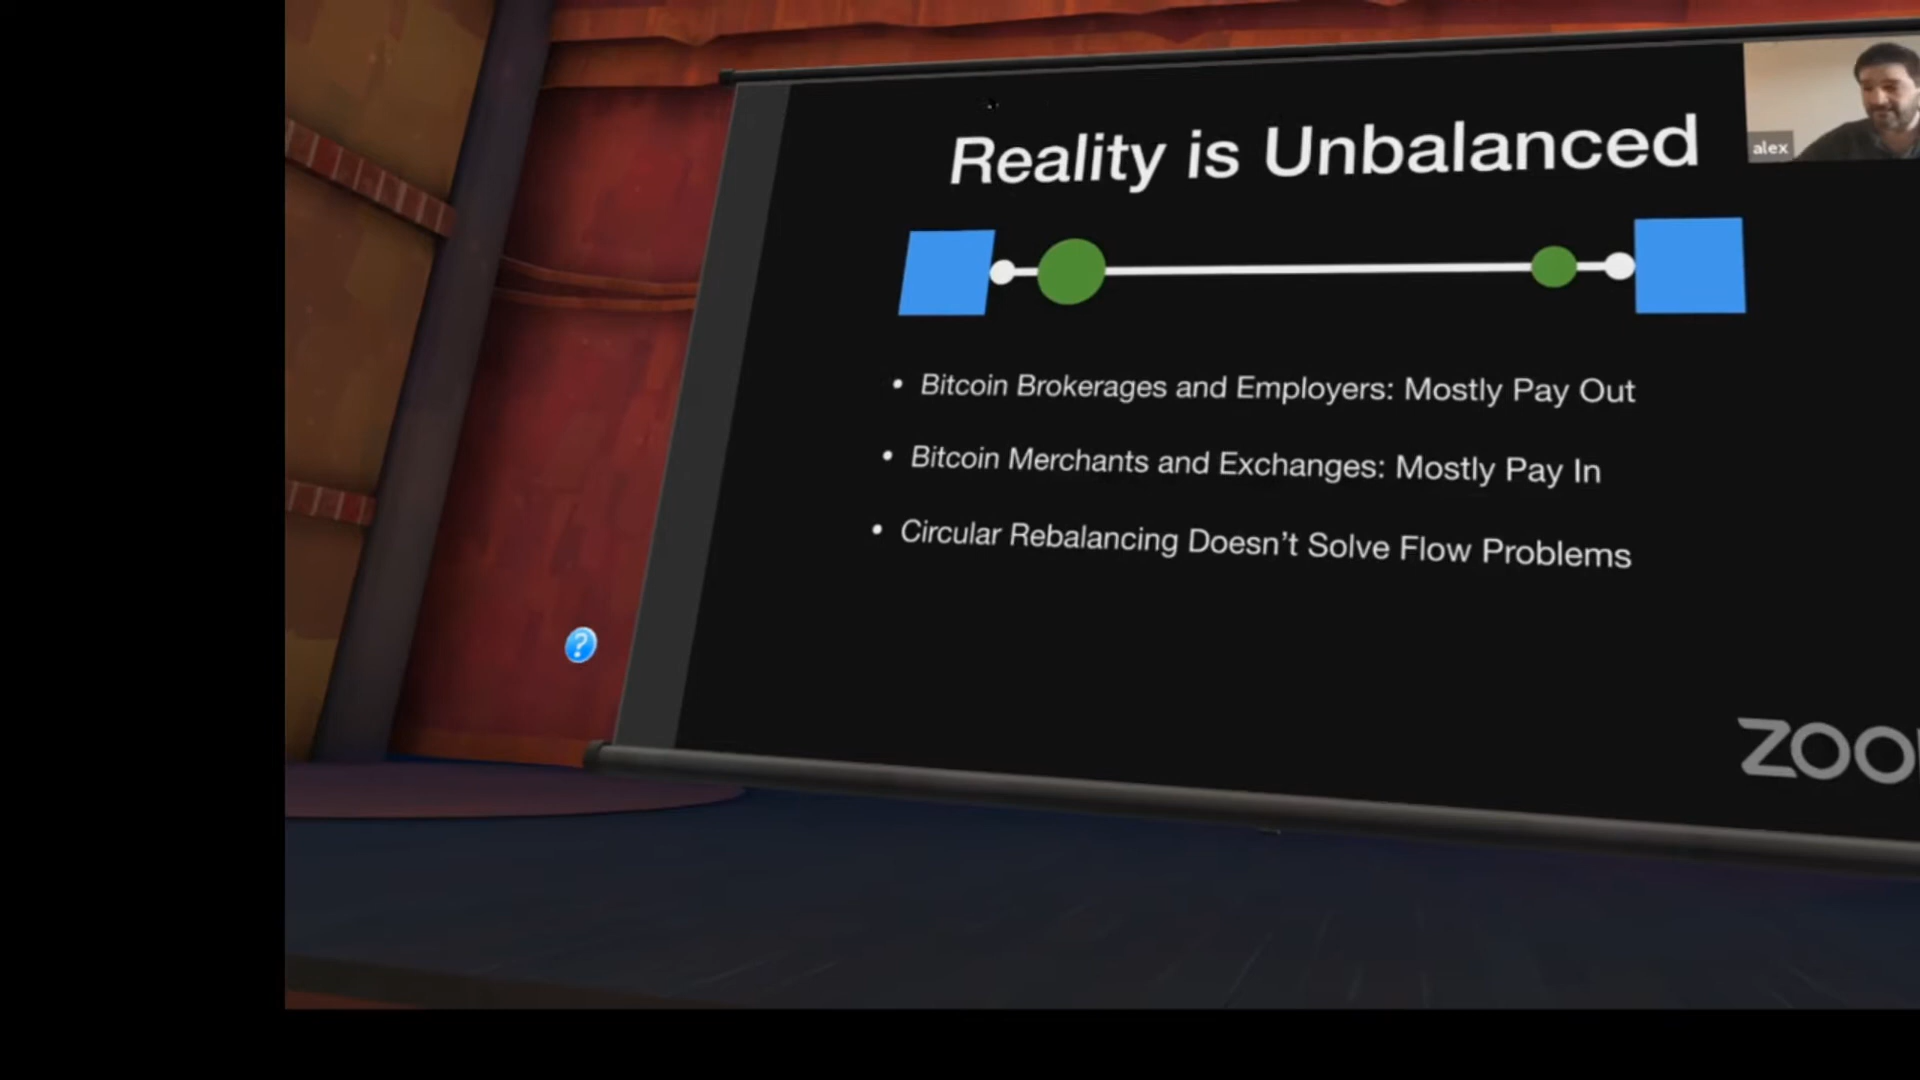 Reality is Unbalanced
alex
• Bitcoin Brokerages and Employers: Mostly Pay Out
• Bitcoin Merchants and Exchanges: Mostly Pay In
• Circular Rebalancing Doesn’t Solve Flow Problems
?
ZOO